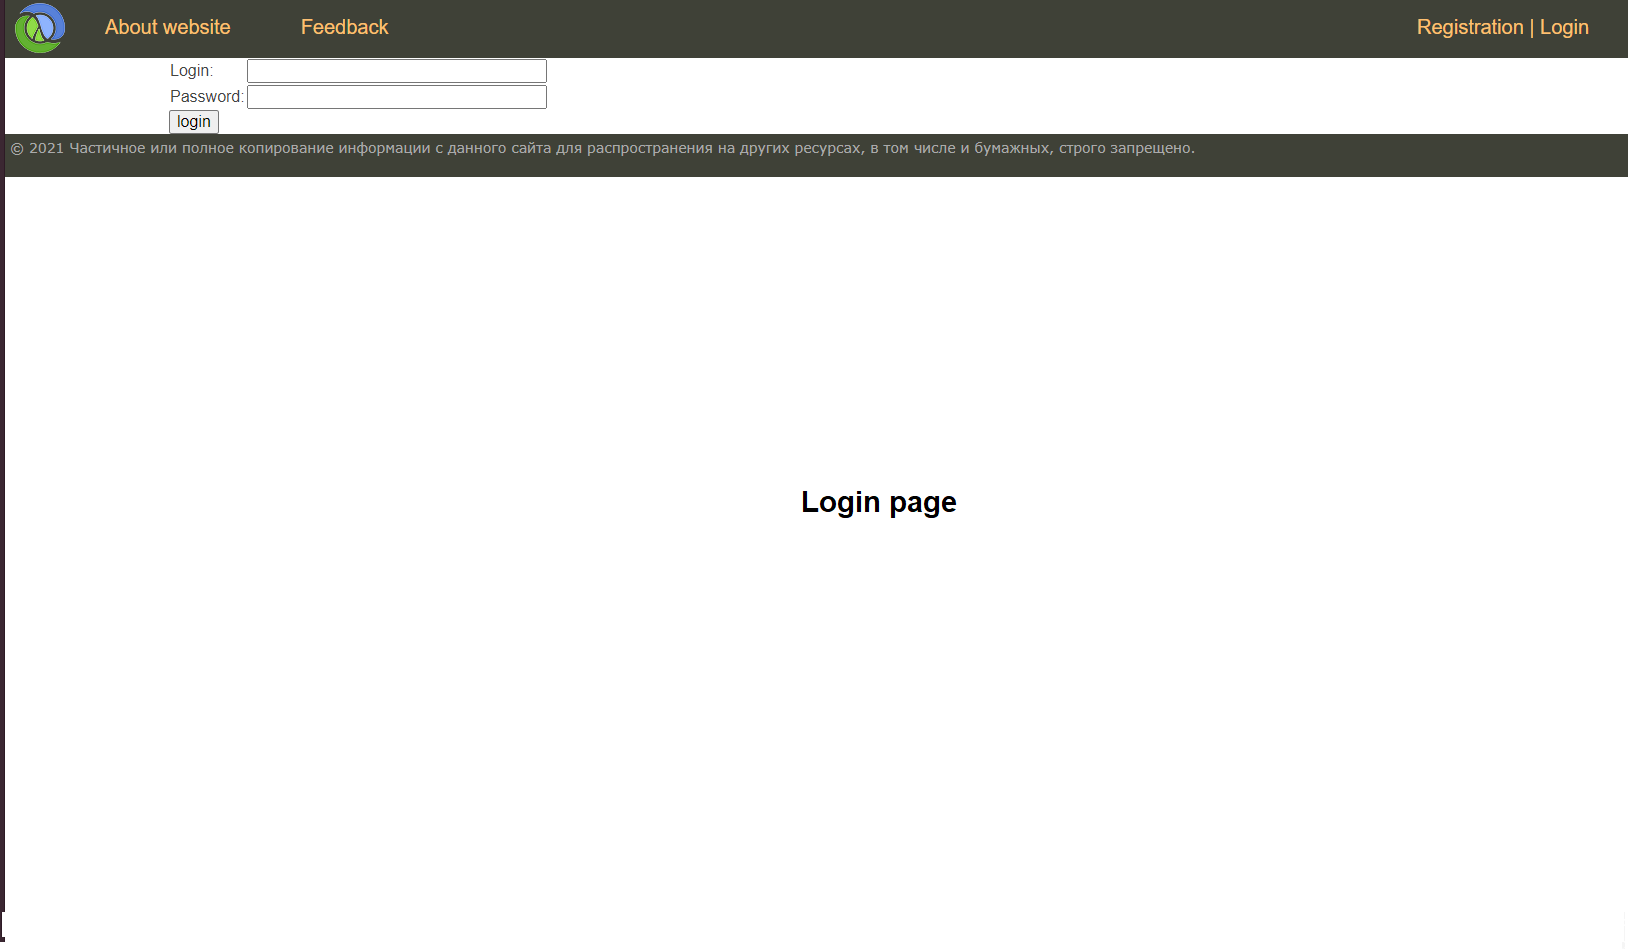 About website Feedback Registration | Login
Login:
Password:
login
© 2021 Частичное или полное копирование информации с данного сайта для распространения на других ресурсах, в том числе и бумажных, строго запрещено.
Login page